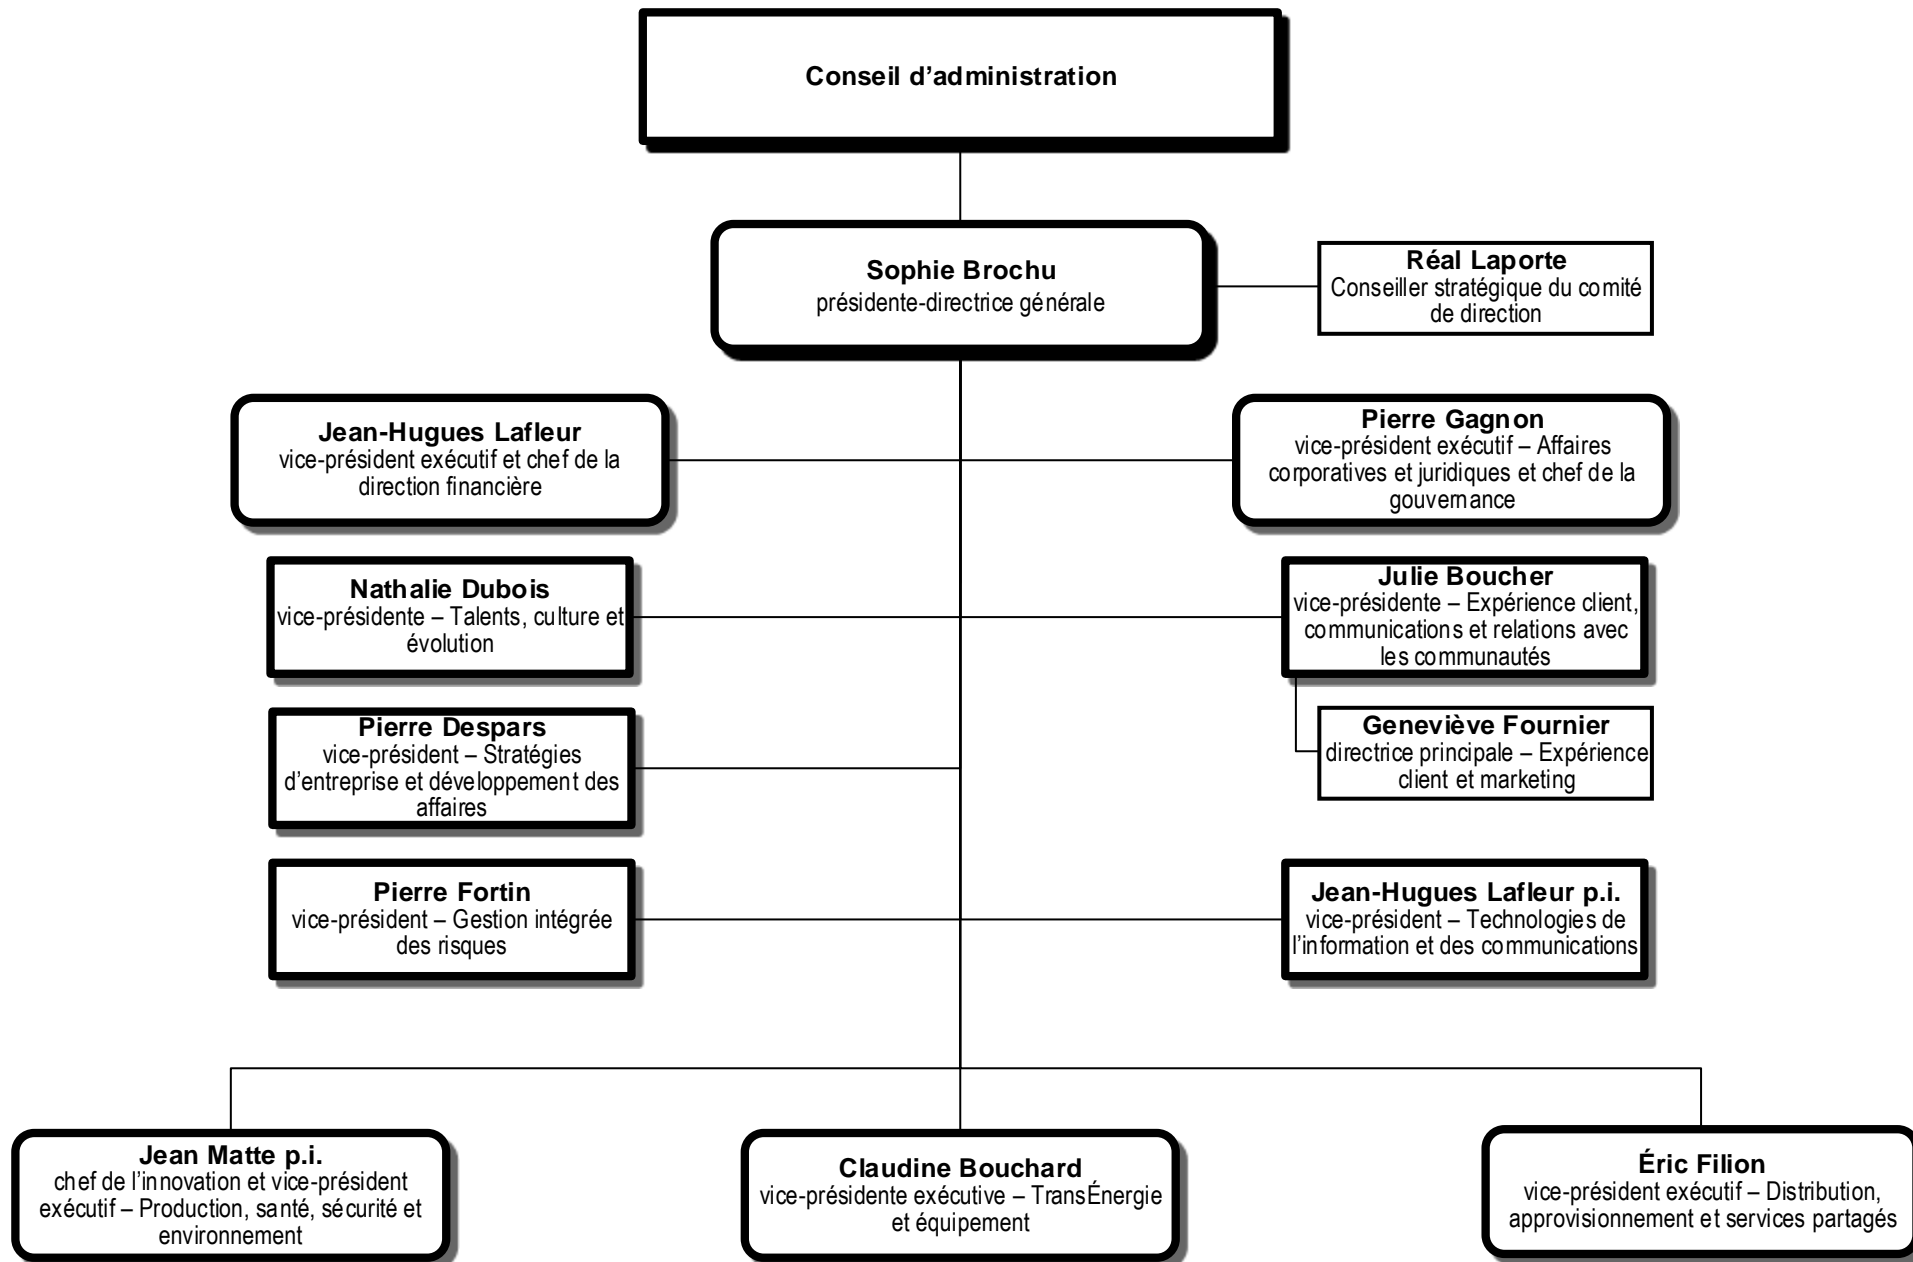 Conseil d'administration
Sophie Brochu
présidente-directrice générale
Réal Laporte
Conseiller stratégique du comité
de direction
Jean-Hugues Lafleur
vice-président exécutif et chef de la
direction financière
Pierre Gagnon
vice-président exécutif – Affaires
corporatives et juridiques et chef de la
gouvernance
Nathalie Dubois
vice-présidente – Talents, culture et
évolution
Julie Boucher
vice-présidente – Expérience client,
communications et relations avec
les communautés
Pierre Despars
vice-président – Stratégies
d'entreprise et développement des
affaires
Geneviève Fournier
directrice principale – Expérience
client et marketing
Pierre Fortin
vice-président – Gestion intégrée
des risques
Jean-Hugues Lafleur p.i.
vice-président – Technologies de
l'information et des communications
Jean Matte p.i.
chef de l'innovation et vice-président
exécutif – Production, santé, sécurité et
environnement
Claudine Bouchard
vice-présidente exécutive – TransÉnergie
et équipement
Éric Filion
vice-président exécutif – Distribution,
approvisionnement et services partagés